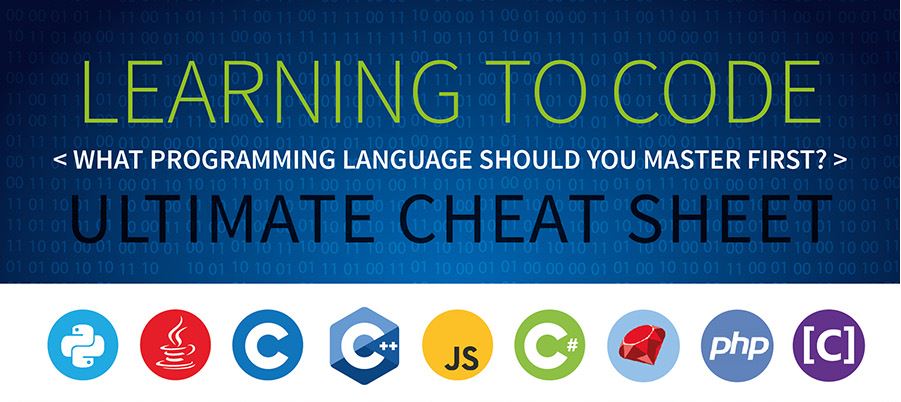 LEARNING TO CODE
< WHAT PROGRAMMING LANGUAGE SHOULD YOU MASTER FIRST? >
ULTIMATE CHEAT SHEET
C C ++ JS C # php [C]